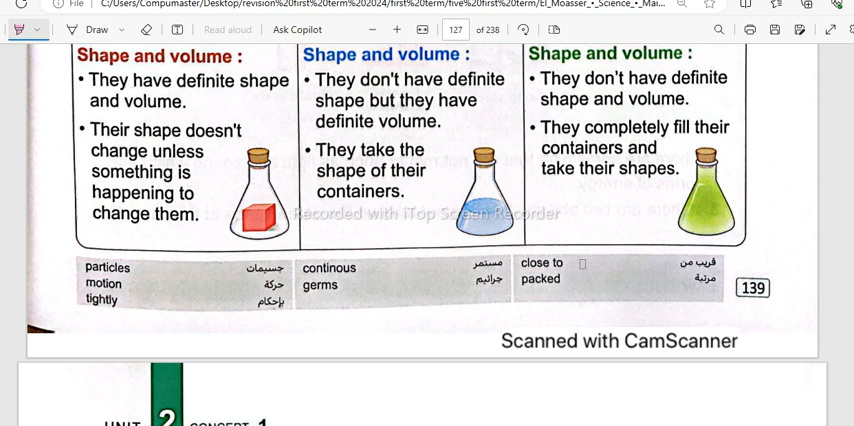 File
C:/Users/Compumaster/Desktop/revision%20first%20term%202024/first%20term/five%20first%20term/El_Moasser_•_Science_•_Mai...
Draw
Read aloud
Ask Copilot
127 of 238
Shape and volume :
• They have definite shape
and volume.
• Their shape doesn't
change unless
something is
happening to
change them.
Shape and volume :
• They don't have definite
shape but they have
definite volume.
• They take the
shape of their
containers.
Shape and volume :
• They don't have definite
shape and volume.
• They completely fill their
containers and
take their shapes.
Recorded with iTop Screen Recorder
particles جسيمات
motion حركة
tightly بإحكام
continous مستمر
germs جراثيم
close to قريب من
packed مرتبة
139
Scanned with CamScanner
UNIT 2 CONCEPT 1